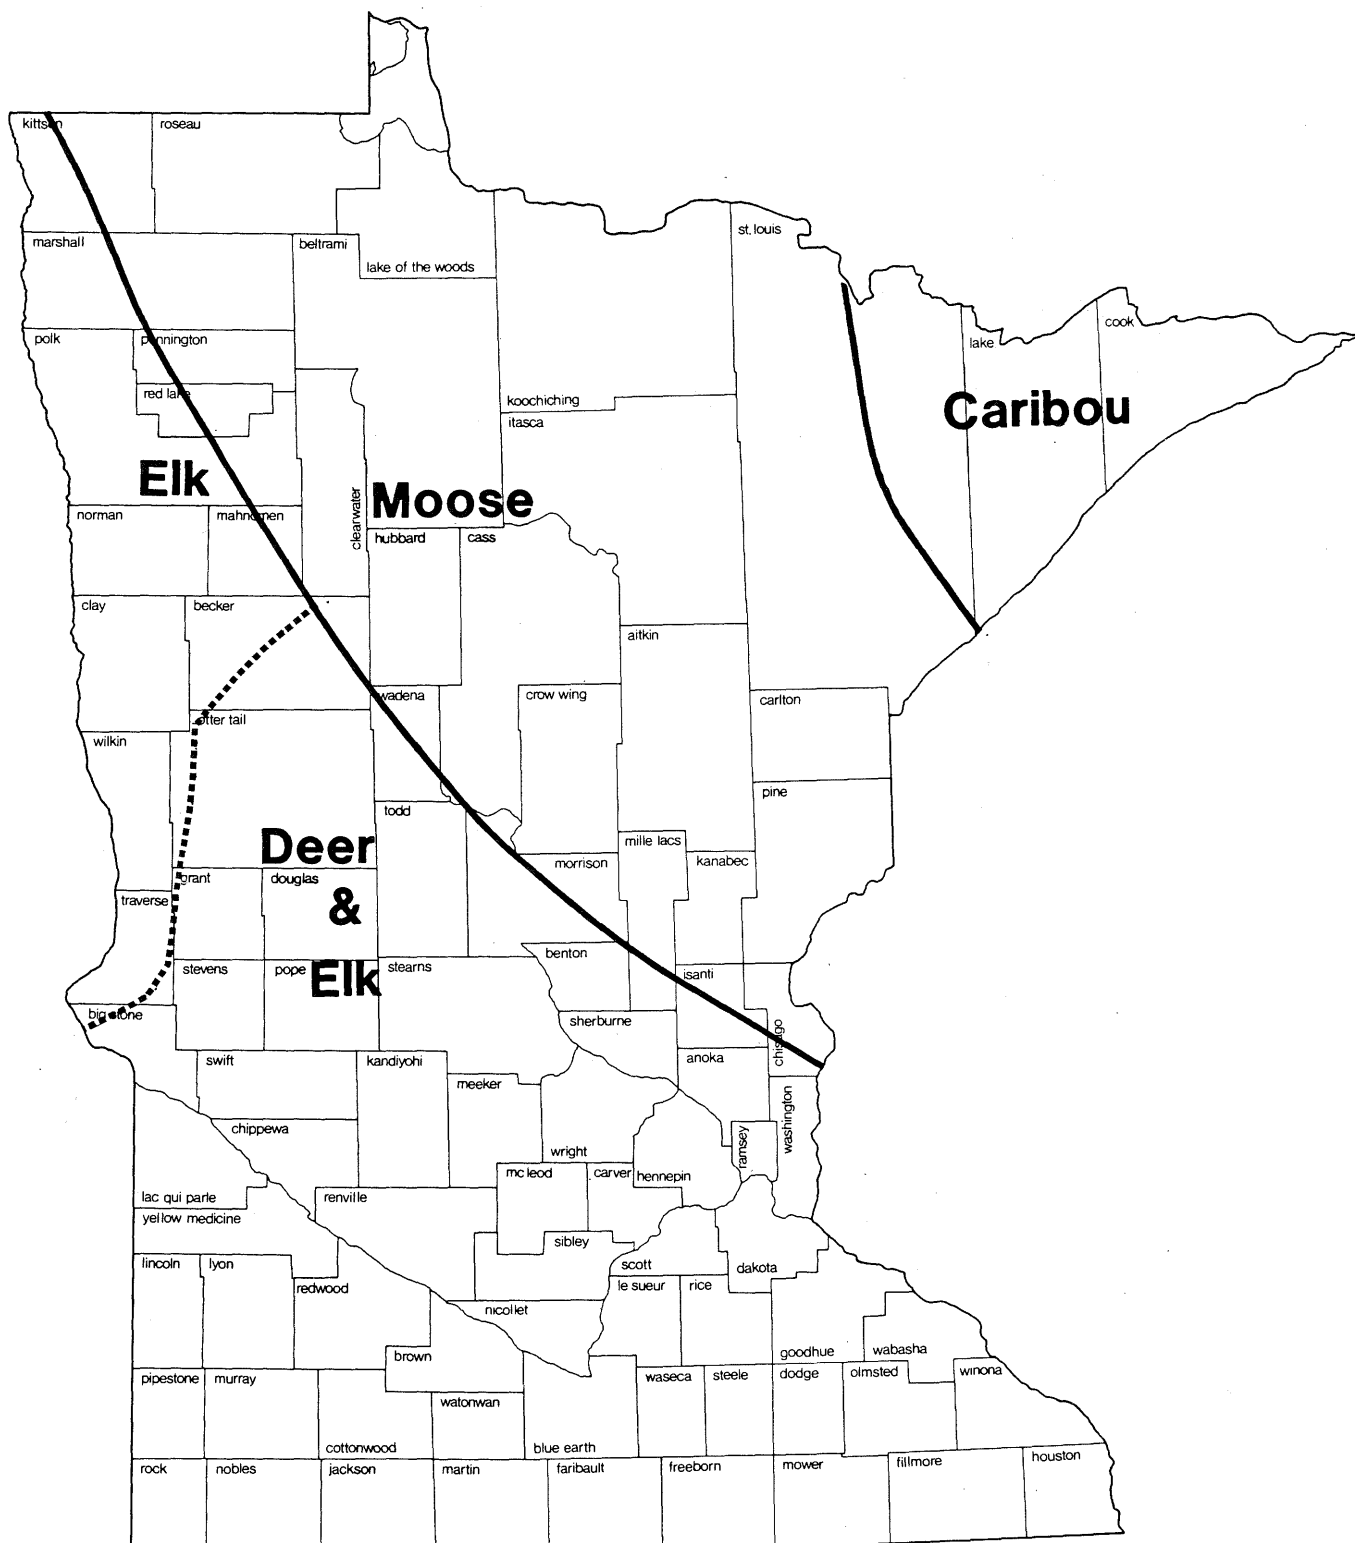 kittson
roseau
marshall
beltrami
lake of the woods
st. louis
polk
pennington
red lake
koochiching
itasca
lake
cook
Caribou
Elk
Moose
clearwater
norman
mahnomen
hubbard
cass
clay
becker
aitkin
wadena
crow wing
carlton
otter tail
wilkin
pine
todd
Deer
&
Elk
mille lacs
morrison
kanabec
grant
douglas
traverse
benton
stevens
pope
stearns
isanti
big stone
sherburne
chisago
swift
kandiyohi
anoka
meeker
washington
chippewa
ramsey
wright
mc leod
carver
hennepin
lac qui parle
renville
yellow medicine
sibley
lincoln
lyon
scott
dakota
redwood
le sueur
rice
nicollet
brown
goodhue
wabasha
pipestone
murray
waseca
steele
dodge
olmsted
winona
watonwan
cottonwood
blue earth
rock
nobles
jackson
martin
faribault
freeborn
mower
fillmore
houston